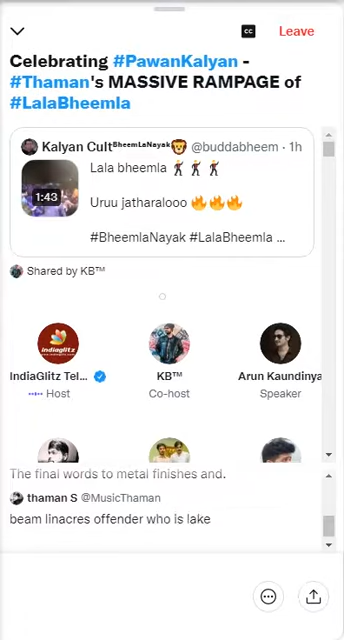 Leave
Celebrating #PawanKalyan -
#Thaman's MASSIVE RAMPAGE of
#LalaBheemla
Kalyan Cultᴮʰᵉᵉᵐᴸᵃᴺᵃʸᵃᵏ🦁 @buddabheem · 1h
Lala bheemla 🕺🕺🕺
1:43
Uruu jatharalooo 🔥🔥🔥
#BheemlaNayak #LalaBheemla ...
Shared by KB™
indiaglitz
IndiaGlitz Tel... KB™ Arun Kaundinya
Host Co-host Speaker
The final words to metal finishes and.
thaman S @MusicThaman
beam linacres offender who is lake